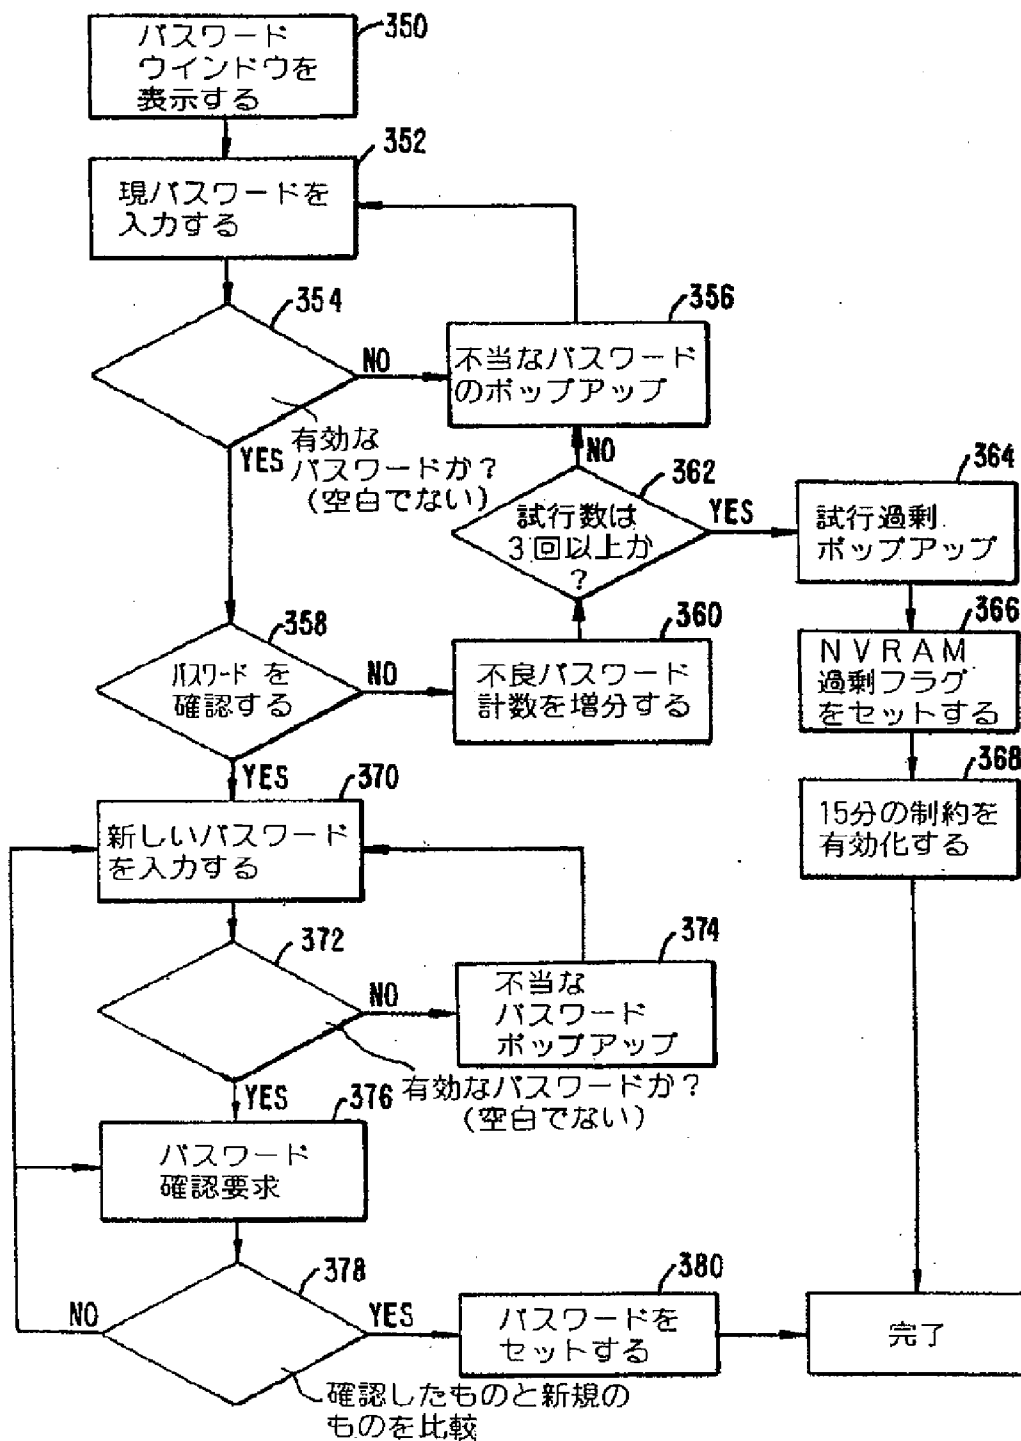 350
パスワード
ウインドウを
表示する
352
現パスワードを
入力する
354
NO
YES
有効な
パスワードか?
(空白でない)
356
不当なパスワード
のポップアップ
NO
362
試行数は
3回以上か
?
YES
364
試行過剰
ポップアップ
358
パスワード を
確認する
NO
360
不良パスワード
計数を増分する
366
NVRAM
過剰フラグ
をセットする
368
15分の制約を
有効化する
YES
370
新しいパスワード
を入力する
372
NO
374
不当な
パスワード
ポップアップ
有効なパスワードか?
(空白でない)
YES
376
パスワード
確認要求
378
NO
YES
380
パスワードを
セットする
完了
確認したものと新規の
ものを比較